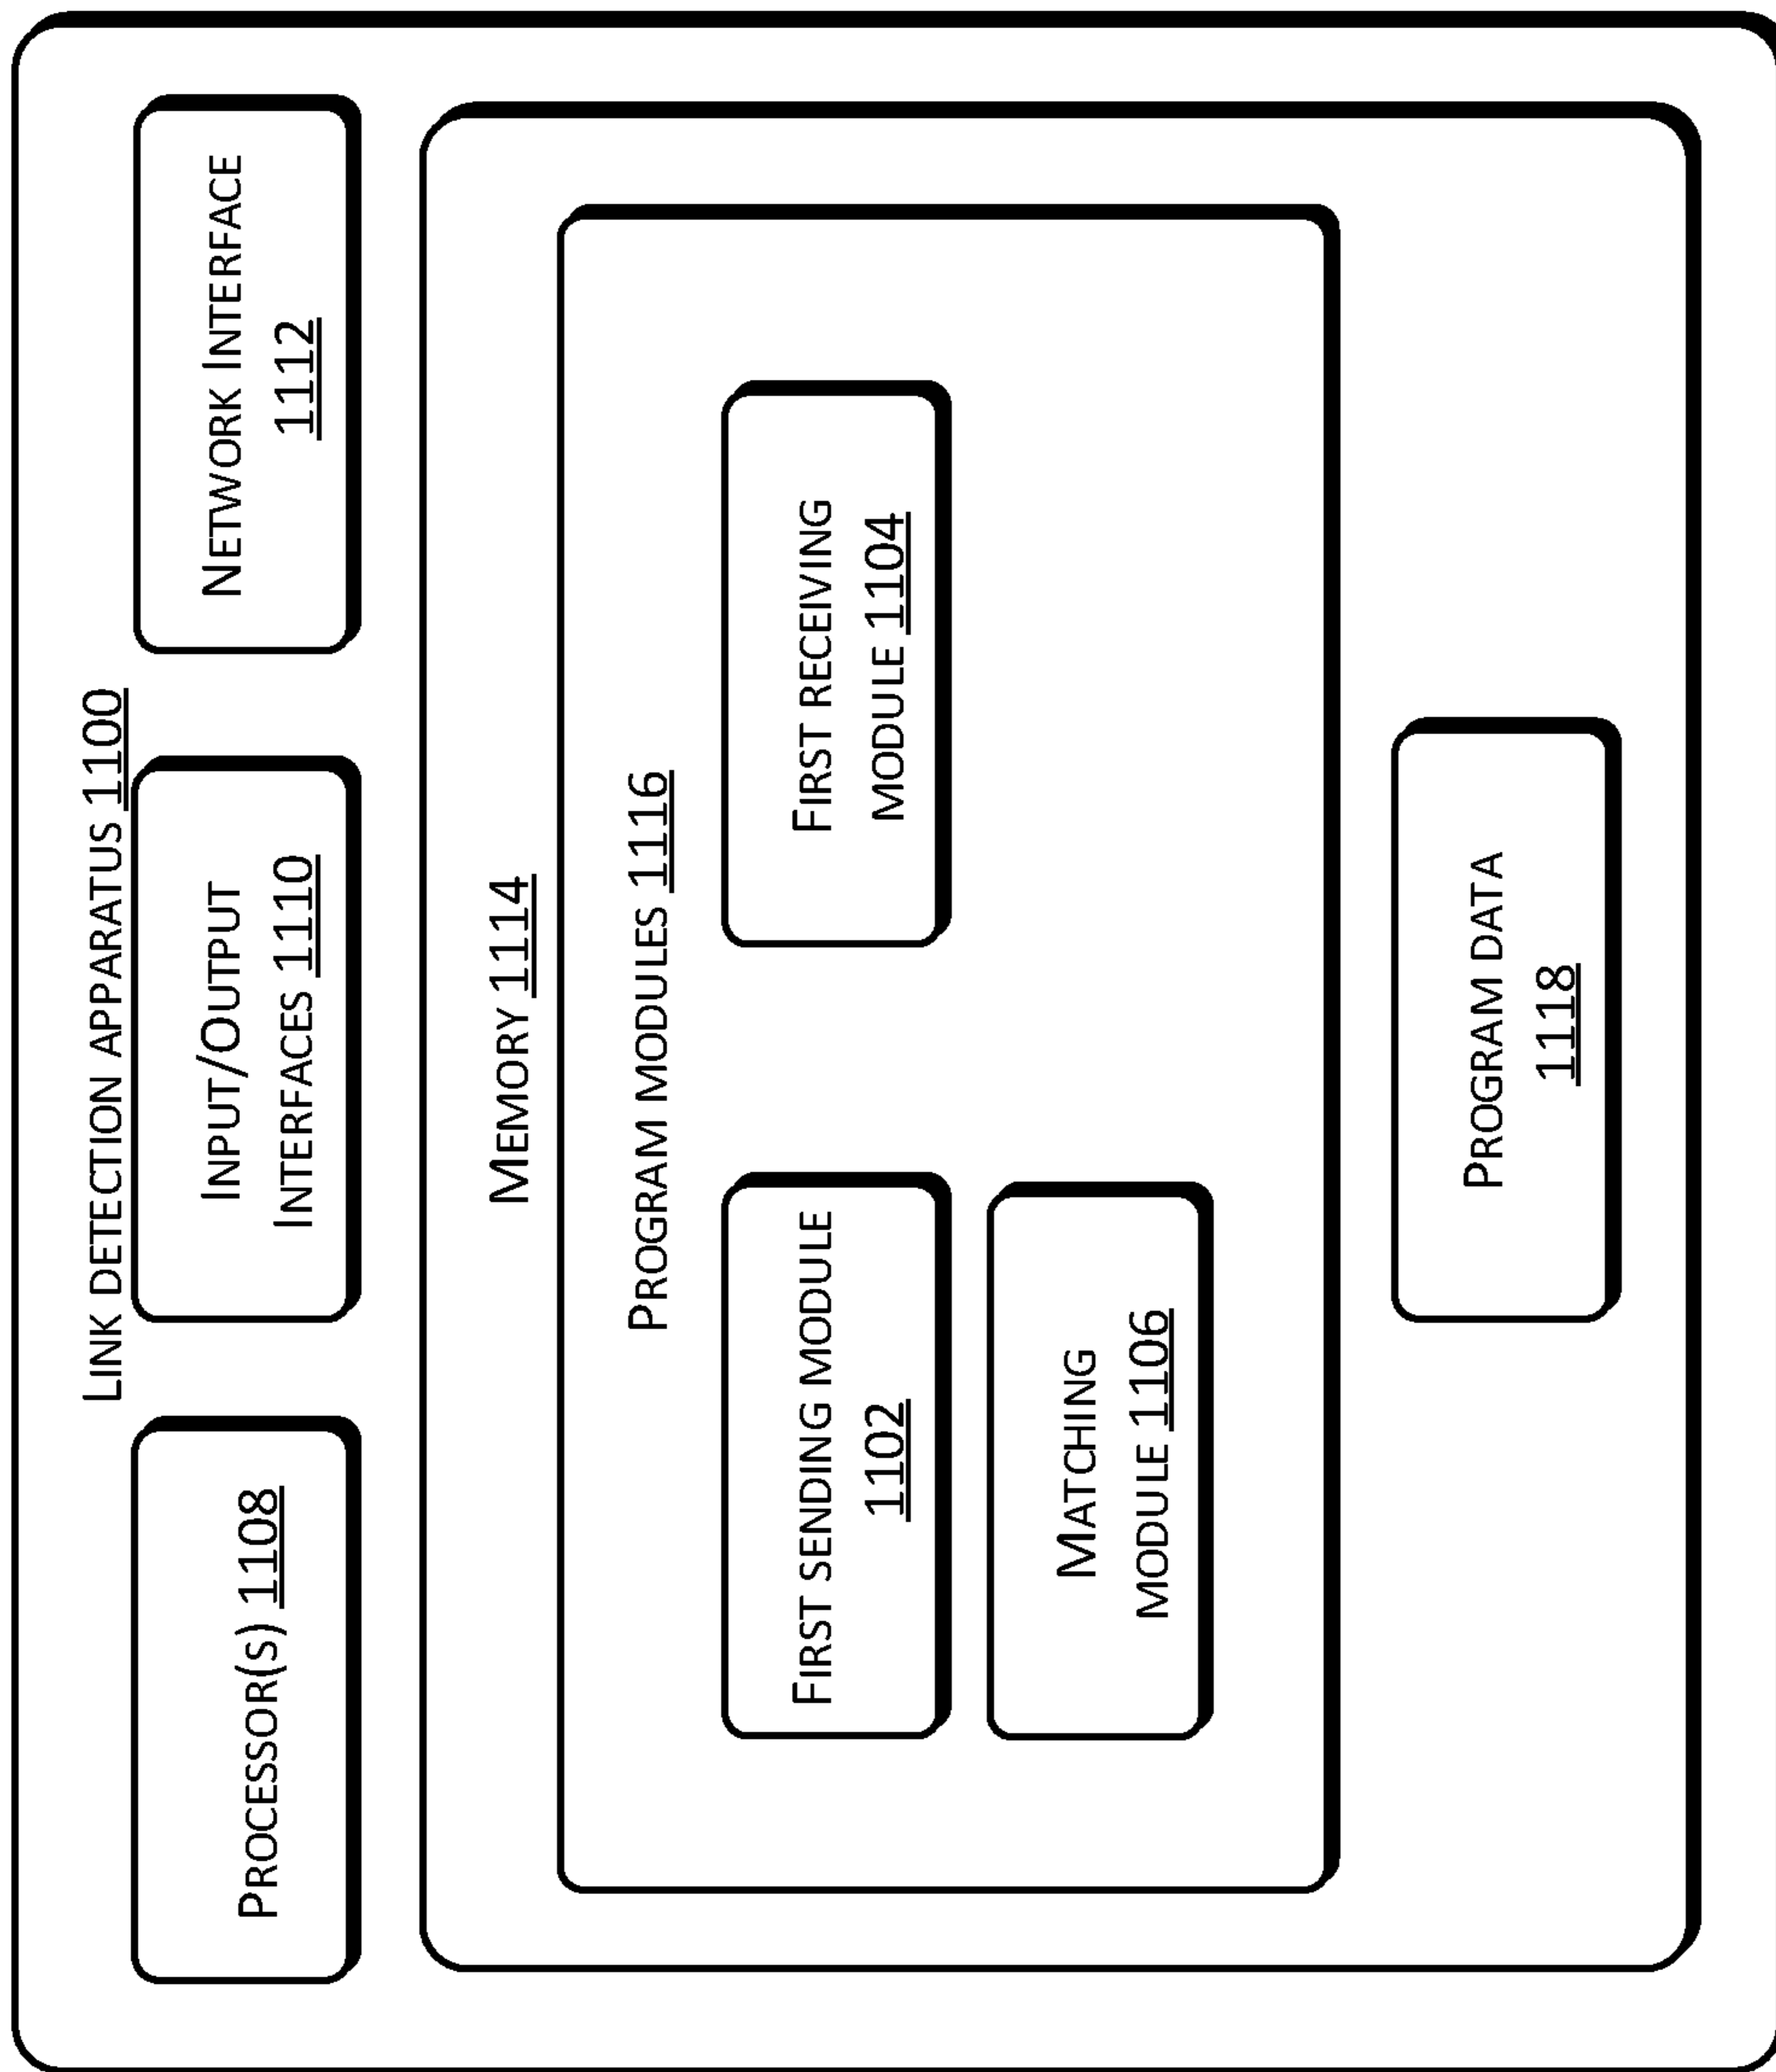 LINK DETECTION APPARATUS 1100
PROCESSOR(S) 1108
INPUT/OUTPUT
INTERFACES 1110
NETWORK INTERFACE
1112
MEMORY 1114
PROGRAM MODULES 1116
FIRST SENDING MODULE
1102
FIRST RECEIVING
MODULE 1104
MATCHING
MODULE 1106
PROGRAM DATA
1118